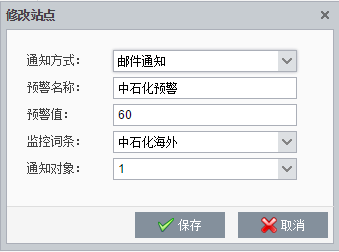 修改站点
通知方式： 邮件通知
预警名称： 中石化预警
预警值： 60
监控词条： 中石化海外
通知对象： 1
保存 取消